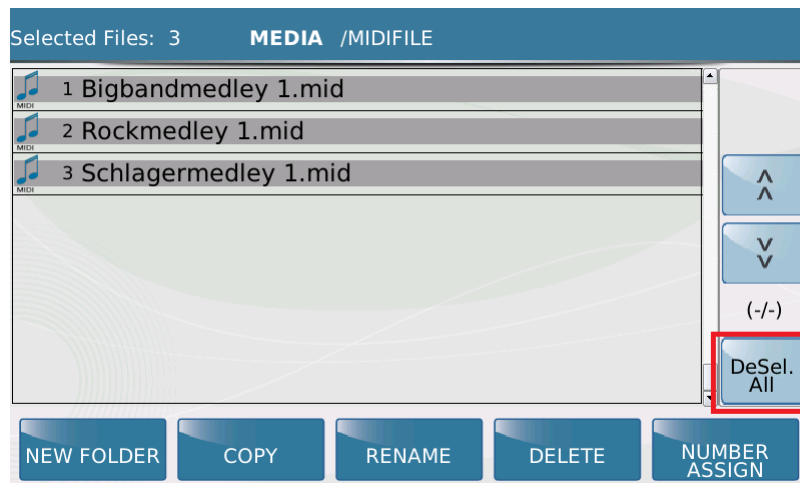 Selected Files: 3 MEDIA /MIDIFILE
MIDI 1 Bigbandmedley 1.mid
MIDI 2 Rockmedley 1.mid
MIDI 3 Schlagermedley 1.mid
(-/-)
DeSel.
All
NEW FOLDER COPY RENAME DELETE NUMBER
ASSIGN